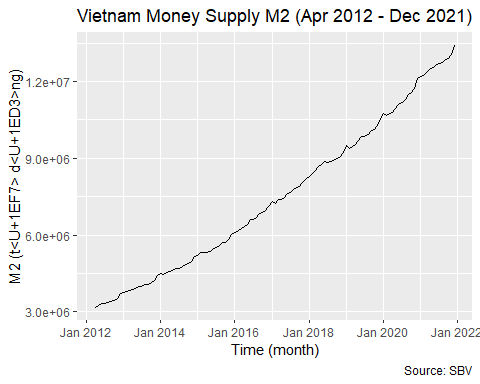 Vietnam Money Supply M2 (Apr 2012 - Dec 2021)
M2 (t<U+1EF7> d<U+1ED3>ng)
1.2e+07
9.0e+06
6.0e+06
3.0e+06
Jan 2012 Jan 2014 Jan 2016 Jan 2018 Jan 2020 Jan 2022
Time (month)
Source: SBV